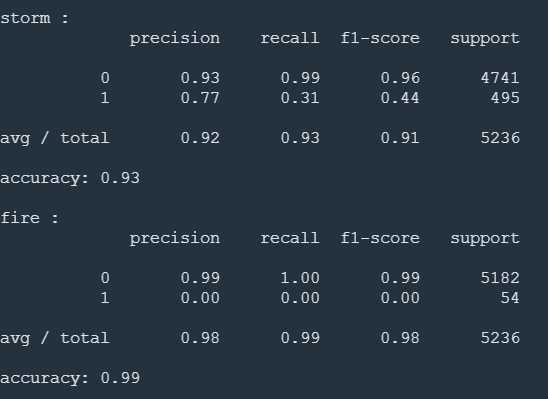 storm :
precision recall f1-score support
0 0.93 0.99 0.96 4741
1 0.77 0.31 0.44 495
avg / total 0.92 0.93 0.91 5236
accuracy: 0.93
fire :
precision recall f1-score support
0 0.99 1.00 0.99 5182
1 0.00 0.00 0.00 54
avg / total 0.98 0.99 0.98 5236
accuracy: 0.99